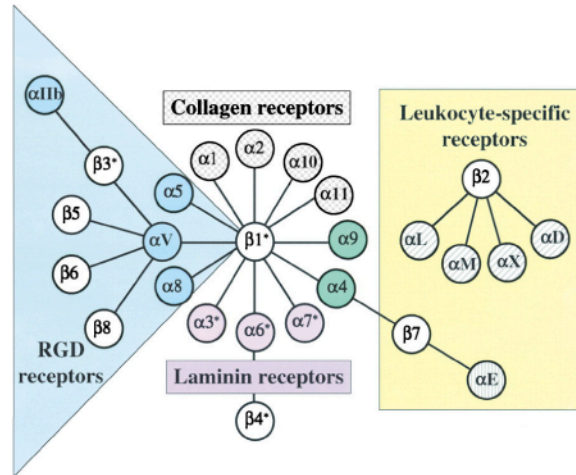 αIIb
Collagen receptors
Leukocyte-specific
receptors
α2
α1
α10
β3*
β2
α5
α11
β5
αL
αD
αV
β1*
α9
αM
αX
β6
α8
α4
β8
α3*
α6*
α7*
β7
RGD
receptors
Laminin receptors
αE
β4*